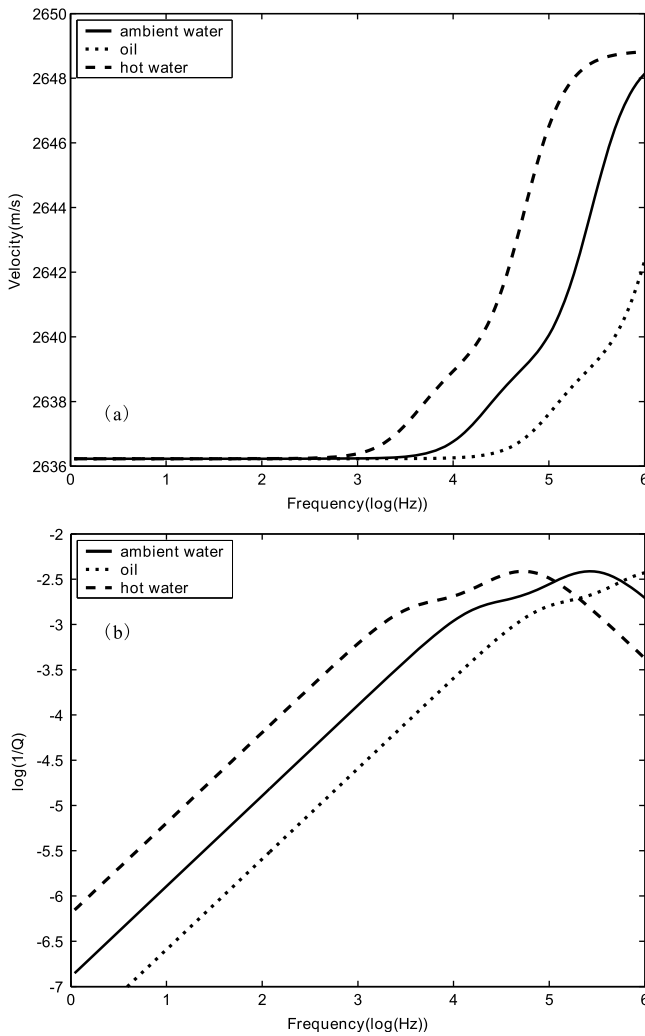 2650
2648
2646
2644
2642
2640
2638
2636
Velocity(m/s)
ambient water
oil
hot water
(a)
0 1 2 3 4 5 6
Frequency(log(Hz))
-2
-2.5
-3
-3.5
-4
-4.5
-5
-5.5
-6
-6.5
-7
log(1/Q)
ambient water
oil
hot water
(b)
0 1 2 3 4 5 6
Frequency(log(Hz))